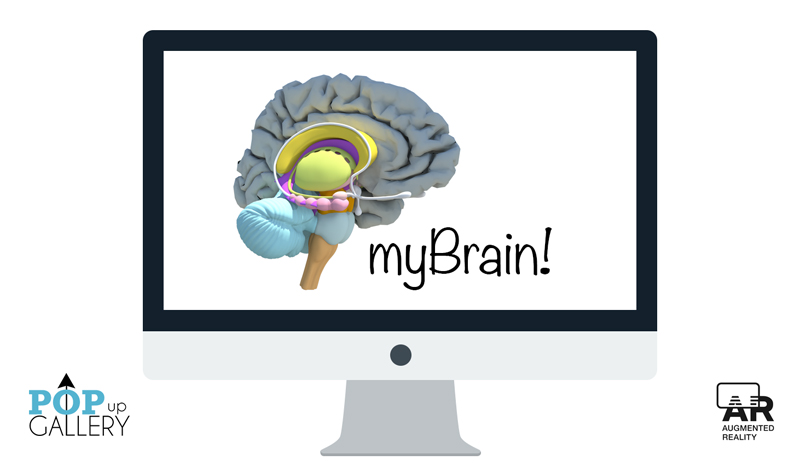 myBrain!
POP up
GALLERY
AR
AUGMENTED
REALITY